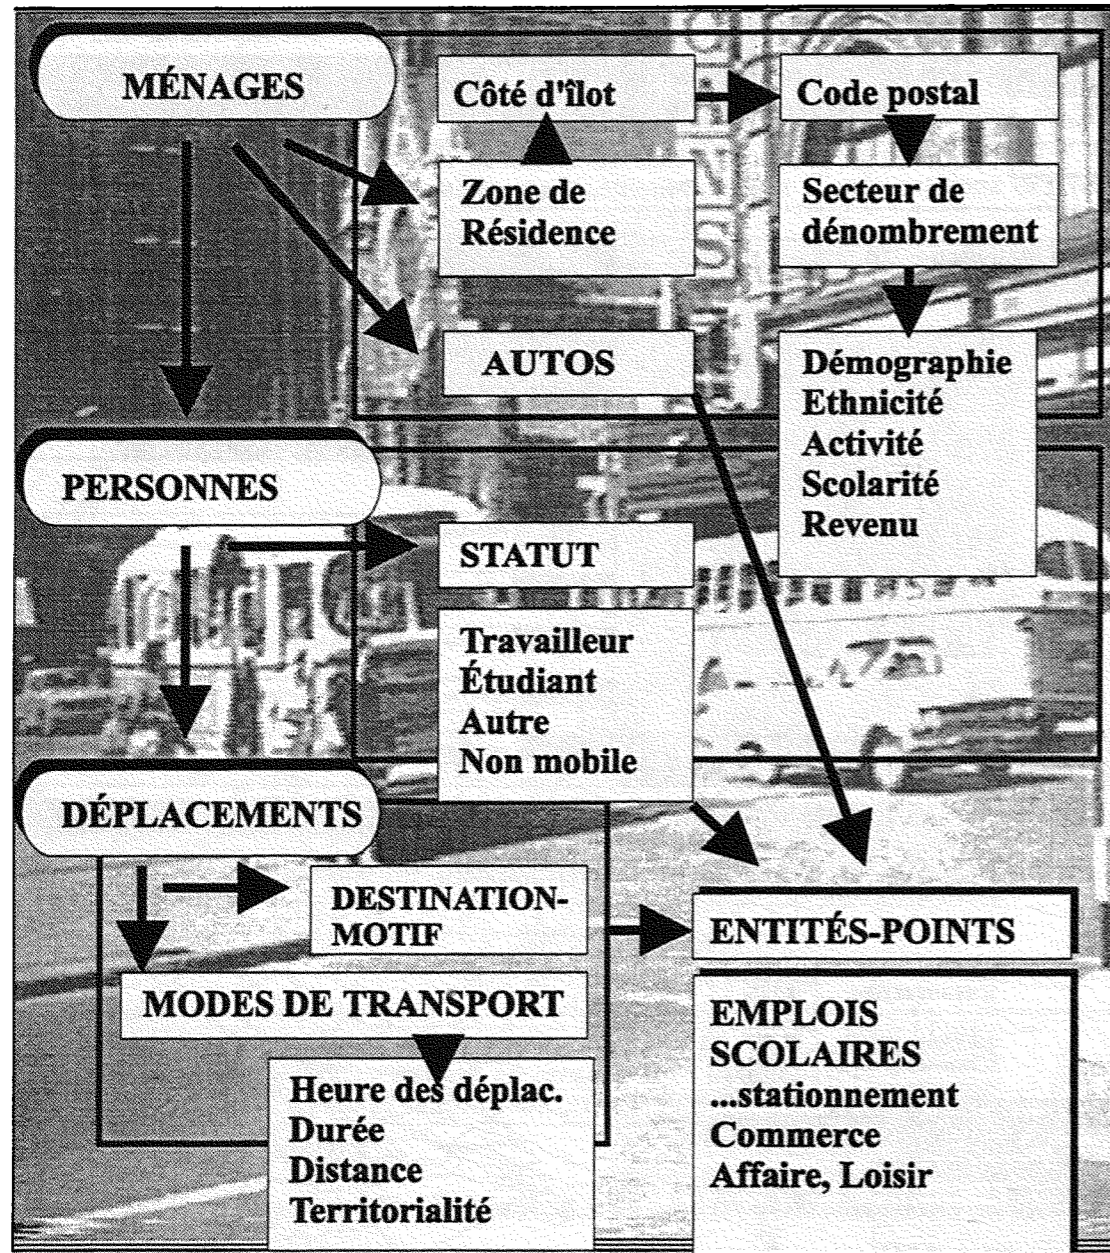 MÉNAGES
Côté d'îlot
Code postal
Zone de
Résidence
Secteur de
dénombrement
AUTOS
Démographie
Ethnicité
Activité
Scolarité
Revenu
PERSONNES
STATUT
Travailleur
Étudiant
Autre
Non mobile
DÉPLACEMENTS
DESTINATION-
MOTIF
MODES DE TRANSPORT
Heure des déplac.
Durée
Distance
Territorialité
ENTITÉS-POINTS
EMPLOIS
SCOLAIRES
...stationnement
Commerce
Affaire, Loisir